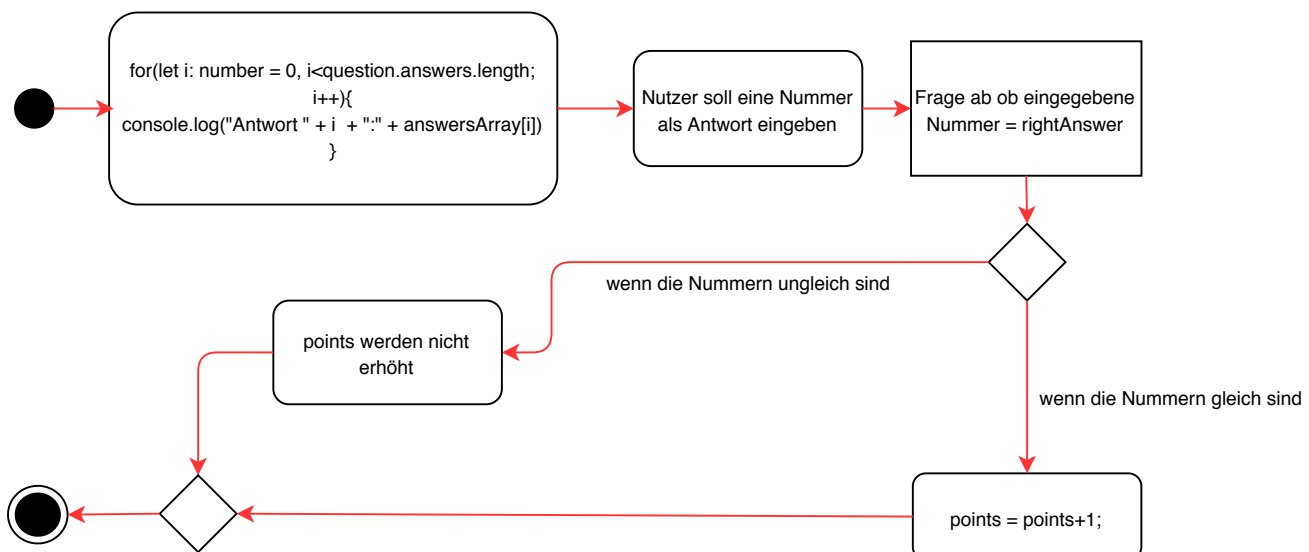 for(let i: number = 0, i<question.answers.length;
i++){
console.log("Antwort " + i  + ":" + answersArray[i])
}
Nutzer soll eine Nummer
als Antwort eingeben
Frage ab ob eingegebene
Nummer = rightAnswer
wenn die Nummern ungleich sind
points werden nicht
erhöht
wenn die Nummern gleich sind
points = points+1;